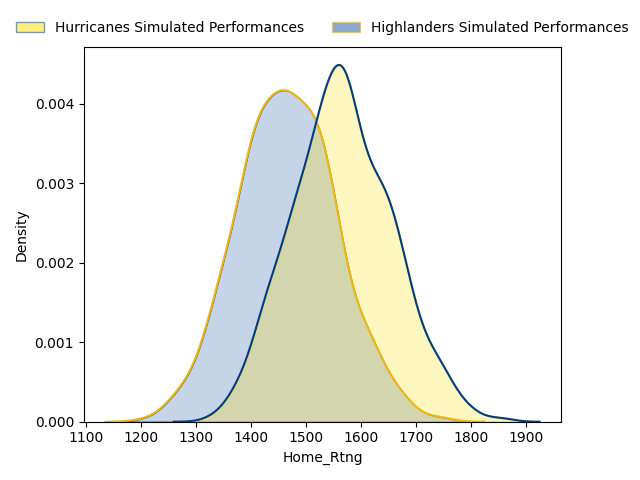 Hurricanes Simulated Performances Highlanders Simulated Performances
0.004
0.003
0.002
0.001
0.000
Density
1100 1200 1300 1400 1500 1600 1700 1800 1900
Home_Rtng